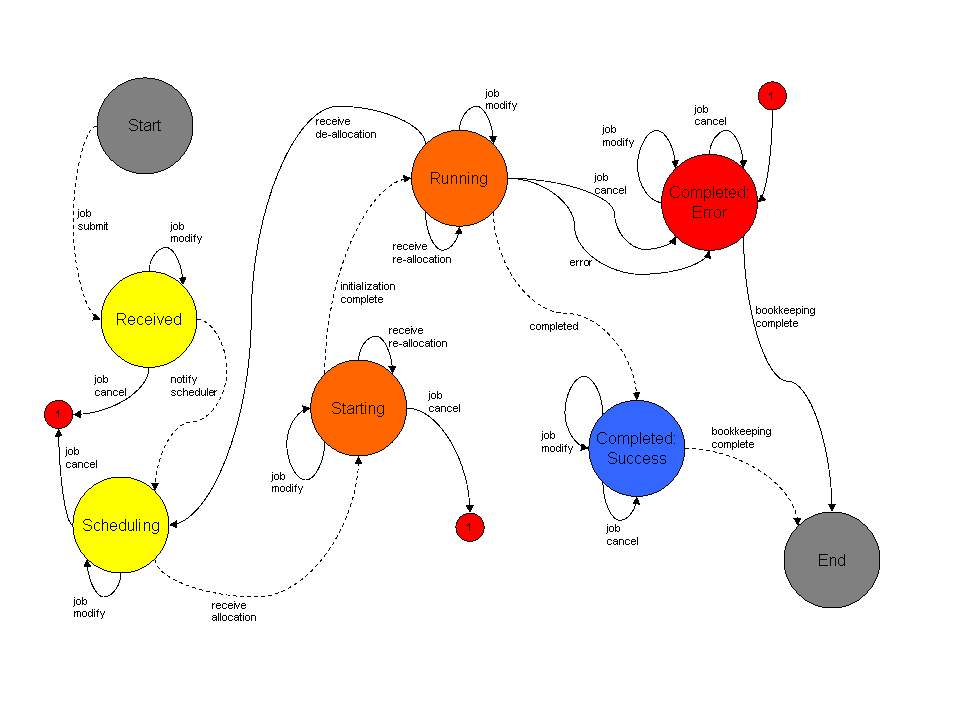 Start
job
submit
job
modify
Received
job
cancel
notify
scheduler
1
job
cancel
Scheduling
job
modify
receive
allocation
receive
de-allocation
job
modify
Running
receive
re-allocation
initialization
complete
receive
re-allocation
Starting
job
modify
job
cancel
1
job
cancel
error
completed
job
modify
job
cancel
1
Completed:
Error
bookkeeping
complete
Completed:
Success
job
modify
job
cancel
bookkeeping
complete
End